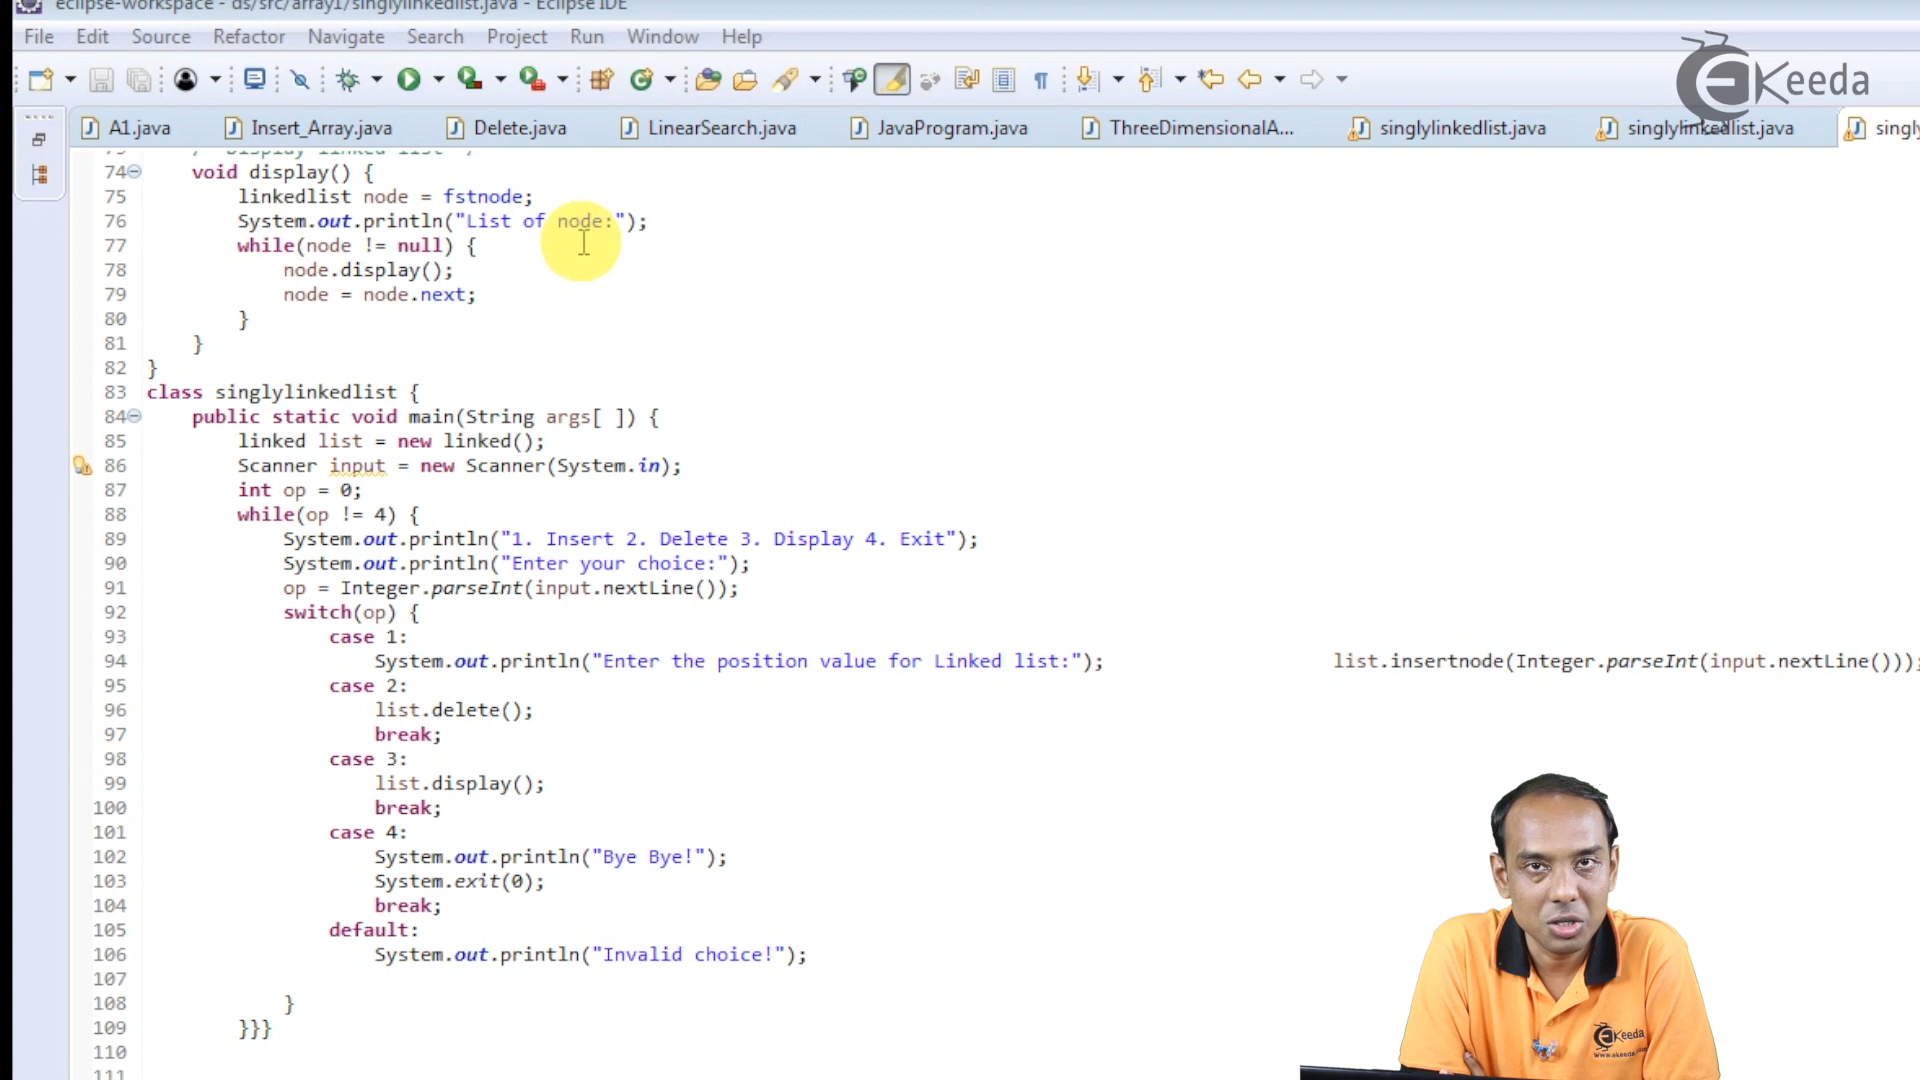 eclipse-workspace - ds/src/array1/singlylinkedlist.java - Eclipse IDE
File Edit Source Refactor Navigate Search Project Run Window Help
eKeeda
A1.java Insert_Array.java Delete.java LinearSearch.java JavaProgram.java ThreeDimensionalA... singlylinkedlist.java singlylinkedlist.java singly
74 void display() {
75 linkedlist node = fstnode;
76 System.out.println("List of node:");
77 while(node != null) {
78 node.display();
79 node = node.next;
80 }
81 }
82 }
83 class singlylinkedlist {
84 public static void main(String args[ ]) {
85 linked list = new linked();
86 Scanner input = new Scanner(System.in);
87 int op = 0;
88 while(op != 4) {
89 System.out.println("1. Insert 2. Delete 3. Display 4. Exit");
90 System.out.println("Enter your choice:");
91 op = Integer.parseInt(input.nextLine());
92 switch(op) {
93 case 1:
94 System.out.println("Enter the position value for Linked list:"); list.insertnode(Integer.parseInt(input.nextLine()));
95 case 2:
96 list.delete();
97 break;
98 case 3:
99 list.display();
100 break;
101 case 4:
102 System.out.println("Bye Bye!");
103 System.exit(0);
104 break;
105 default:
106 System.out.println("Invalid choice!");
107
108 }
109 }}}
110
111
eKeeda
www.ekeeda.com